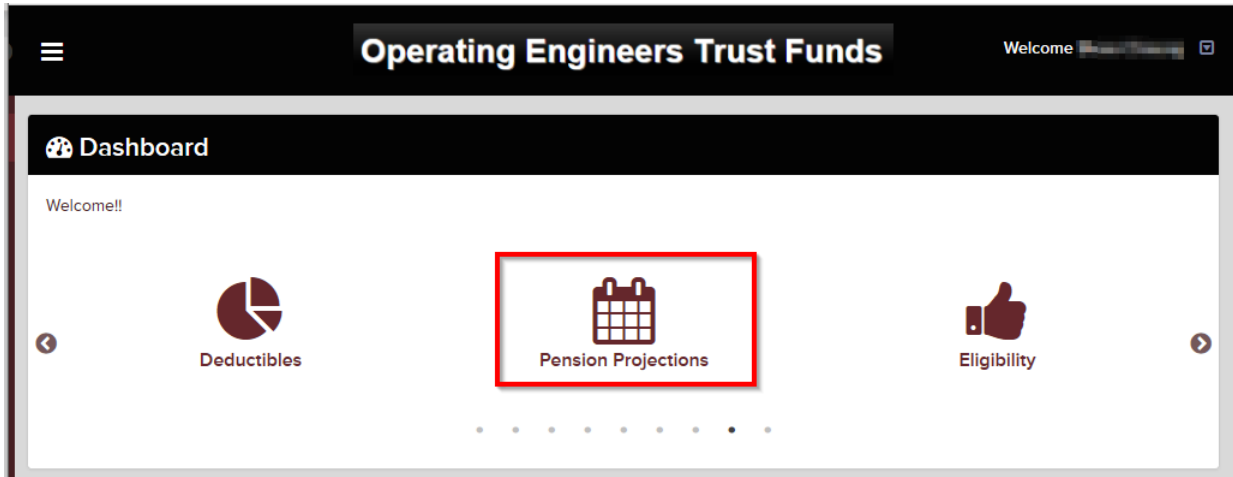 Operating Engineers Trust Funds
Welcome
Dashboard
Welcome!!
Deductibles
Pension Projections
Eligibility